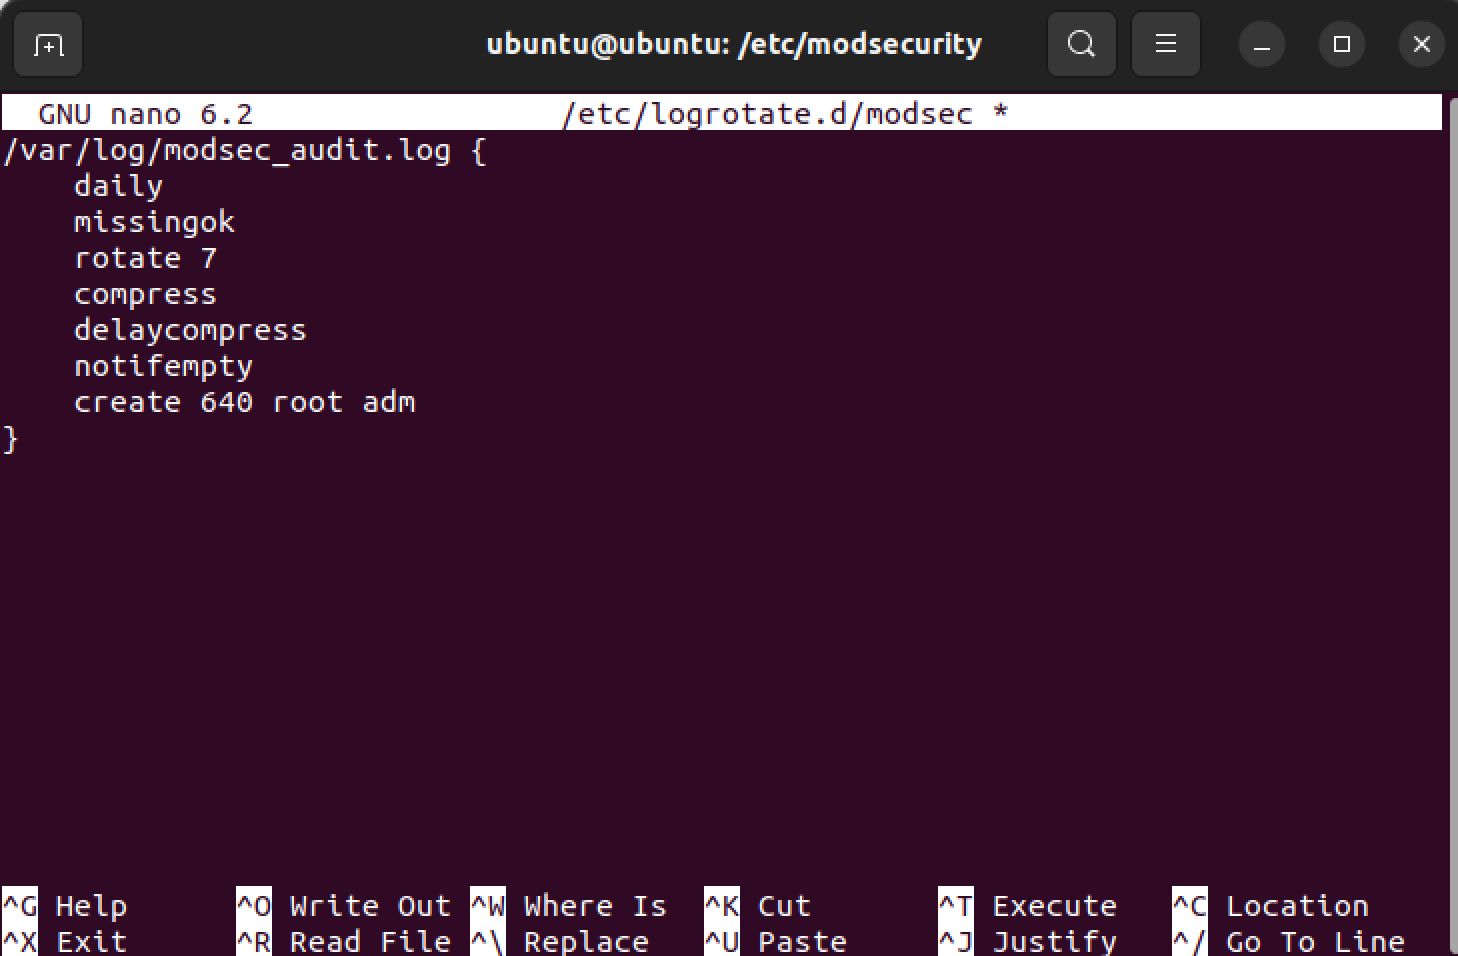 ubuntu@ubuntu: /etc/modsecurity
GNU nano 6.2 /etc/logrotate.d/modsec *
/var/log/modsec_audit.log {
    daily
    missingok
    rotate 7
    compress
    delaycompress
    notifempty
    create 640 root adm
}
^G Help ^O Write Out ^W Where Is ^K Cut ^T Execute ^C Location
^X Exit ^R Read File ^\ Replace ^U Paste ^J Justify ^/ Go To Line